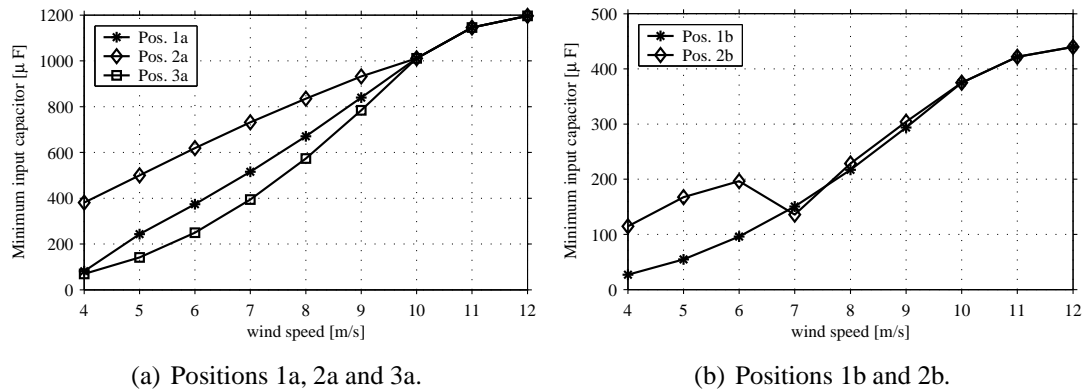 Minimum input capacitor [µ F]
1200
1000
800
600
400
200
0
Pos. 1a
Pos. 2a
Pos. 3a
4 5 6 7 8 9 10 11 12
wind speed [m/s]
(a) Positions 1a, 2a and 3a.
Minimum input capacitor [µ F]
500
400
300
200
100
0
Pos. 1b
Pos. 2b
4 5 6 7 8 9 10 11 12
wind speed [m/s]
(b) Positions 1b and 2b.